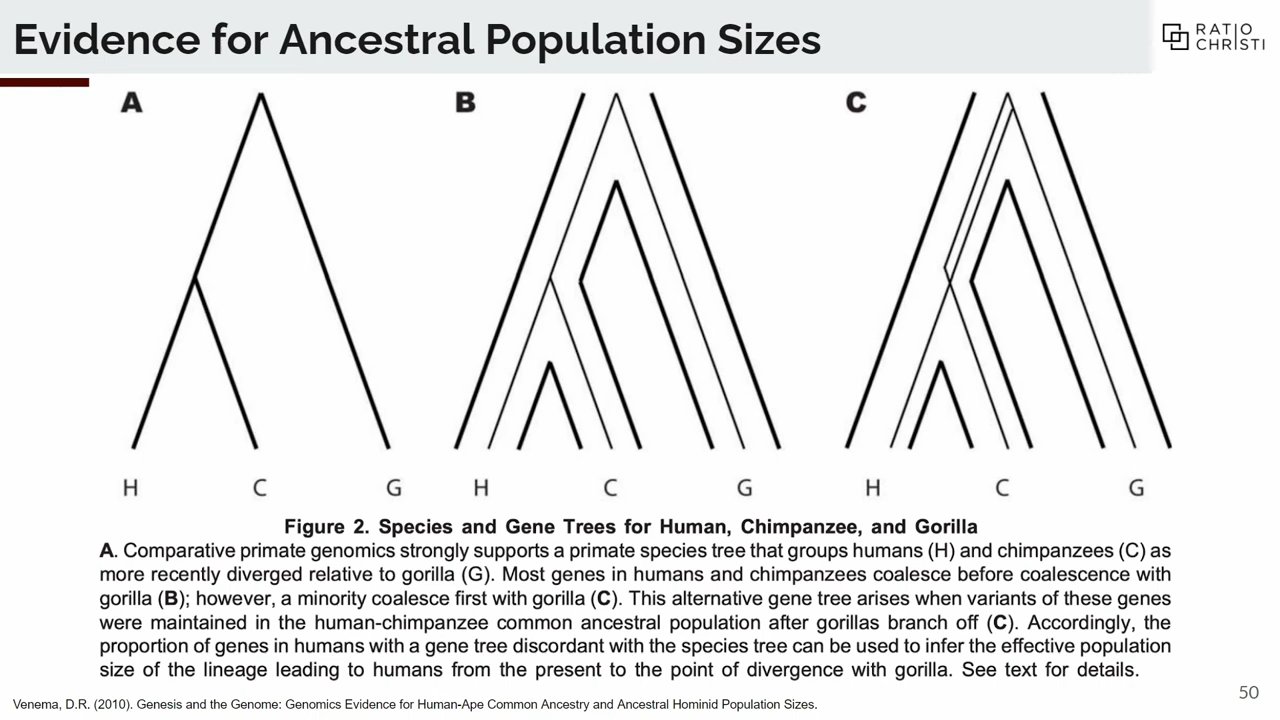 Evidence for Ancestral Population Sizes
RATIO
CHRISTI
A
B
C
H C G H C G H C G
Figure 2. Species and Gene Trees for Human, Chimpanzee, and Gorilla
A. Comparative primate genomics strongly supports a primate species tree that groups humans (H) and chimpanzees (C) as
more recently diverged relative to gorilla (G). Most genes in humans and chimpanzees coalesce before coalescence with
gorilla (B); however, a minority coalesce first with gorilla (C). This alternative gene tree arises when variants of these genes
were maintained in the human-chimpanzee common ancestral population after gorillas branch off (C). Accordingly, the
proportion of genes in humans with a gene tree discordant with the species tree can be used to infer the effective population
size of the lineage leading to humans from the present to the point of divergence with gorilla. See text for details.
Venema, D.R. (2010). Genesis and the Genome: Genomics Evidence for Human-Ape Common Ancestry and Ancestral Hominid Population Sizes.
50